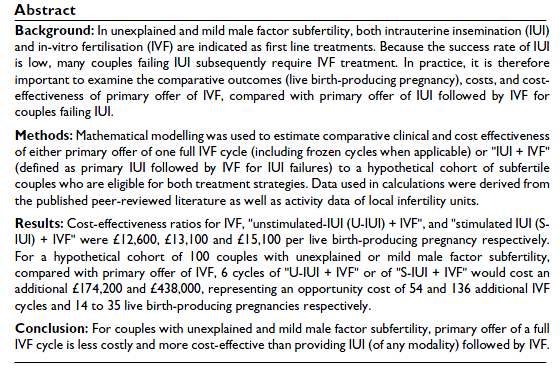 Abstract
Background: In unexplained and mild male factor subfertility, both intrauterine insemination (IUI)
and in-vitro fertilisation (IVF) are indicated as first line treatments. Because the success rate of IUI
is low, many couples failing IUI subsequently require IVF treatment. In practice, it is therefore
important to examine the comparative outcomes (live birth-producing pregnancy), costs, and cost-
effectiveness of primary offer of IVF, compared with primary offer of IUI followed by IVF for
couples failing IUI.
Methods: Mathematical modelling was used to estimate comparative clinical and cost effectiveness
of either primary offer of one full IVF cycle (including frozen cycles when applicable) or "IUI + IVF"
(defined as primary IUI followed by IVF for IUI failures) to a hypothetical cohort of subfertile
couples who are eligible for both treatment strategies. Data used in calculations were derived from
the published peer-reviewed literature as well as activity data of local infertility units.
Results: Cost-effectiveness ratios for IVF, "unstimulated-IUI (U-IUI) + IVF", and "stimulated IUI (S-
IUI) + IVF" were £12,600, £13,100 and £15,100 per live birth-producing pregnancy respectively.
For a hypothetical cohort of 100 couples with unexplained or mild male factor subfertility,
compared with primary offer of IVF, 6 cycles of "U-IUI + IVF" or of "S-IUI + IVF" would cost an
additional £174,200 and £438,000, representing an opportunity cost of 54 and 136 additional IVF
cycles and 14 to 35 live birth-producing pregnancies respectively.
Conclusion: For couples with unexplained and mild male factor subfertility, primary offer of a full
IVF cycle is less costly and more cost-effective than providing IUI (of any modality) followed by IVF.